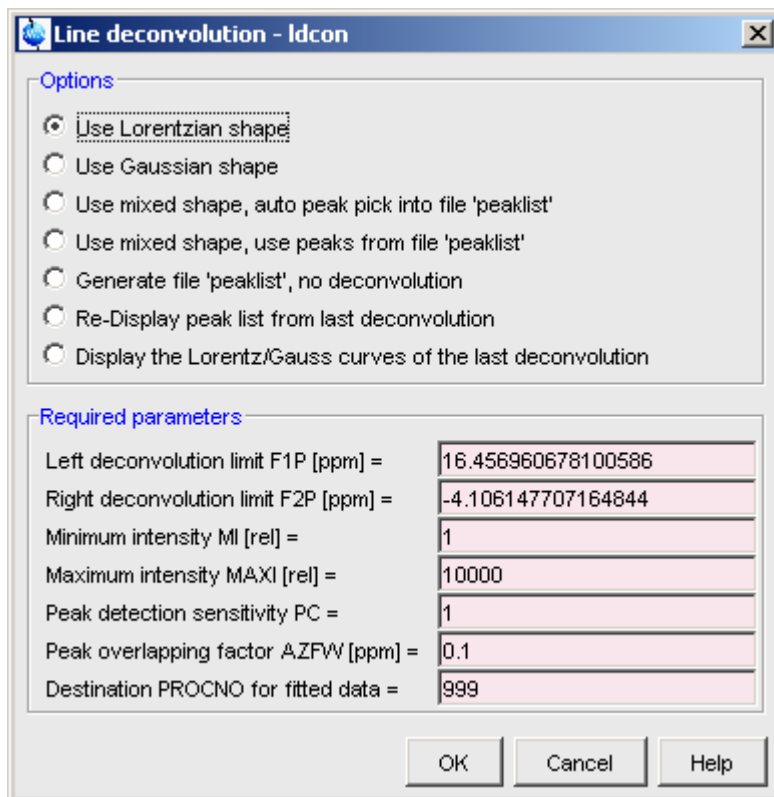 Line deconvolution - ldcon
Options
Use Lorentzian shape
Use Gaussian shape
Use mixed shape, auto peak pick into file 'peaklist'
Use mixed shape, use peaks from file 'peaklist'
Generate file 'peaklist', no deconvolution
Re-Display peak list from last deconvolution
Display the Lorentz/Gauss curves of the last deconvolution
Required parameters
Left deconvolution limit F1P [ppm] = 16.456960678100586
Right deconvolution limit F2P [ppm] = -4.106147707164844
Minimum intensity MI [rel] = 1
Maximum intensity MAXI [rel] = 10000
Peak detection sensitivity PC = 1
Peak overlapping factor AZFW [ppm] = 0.1
Destination PROCNO for fitted data = 999
OK Cancel Help